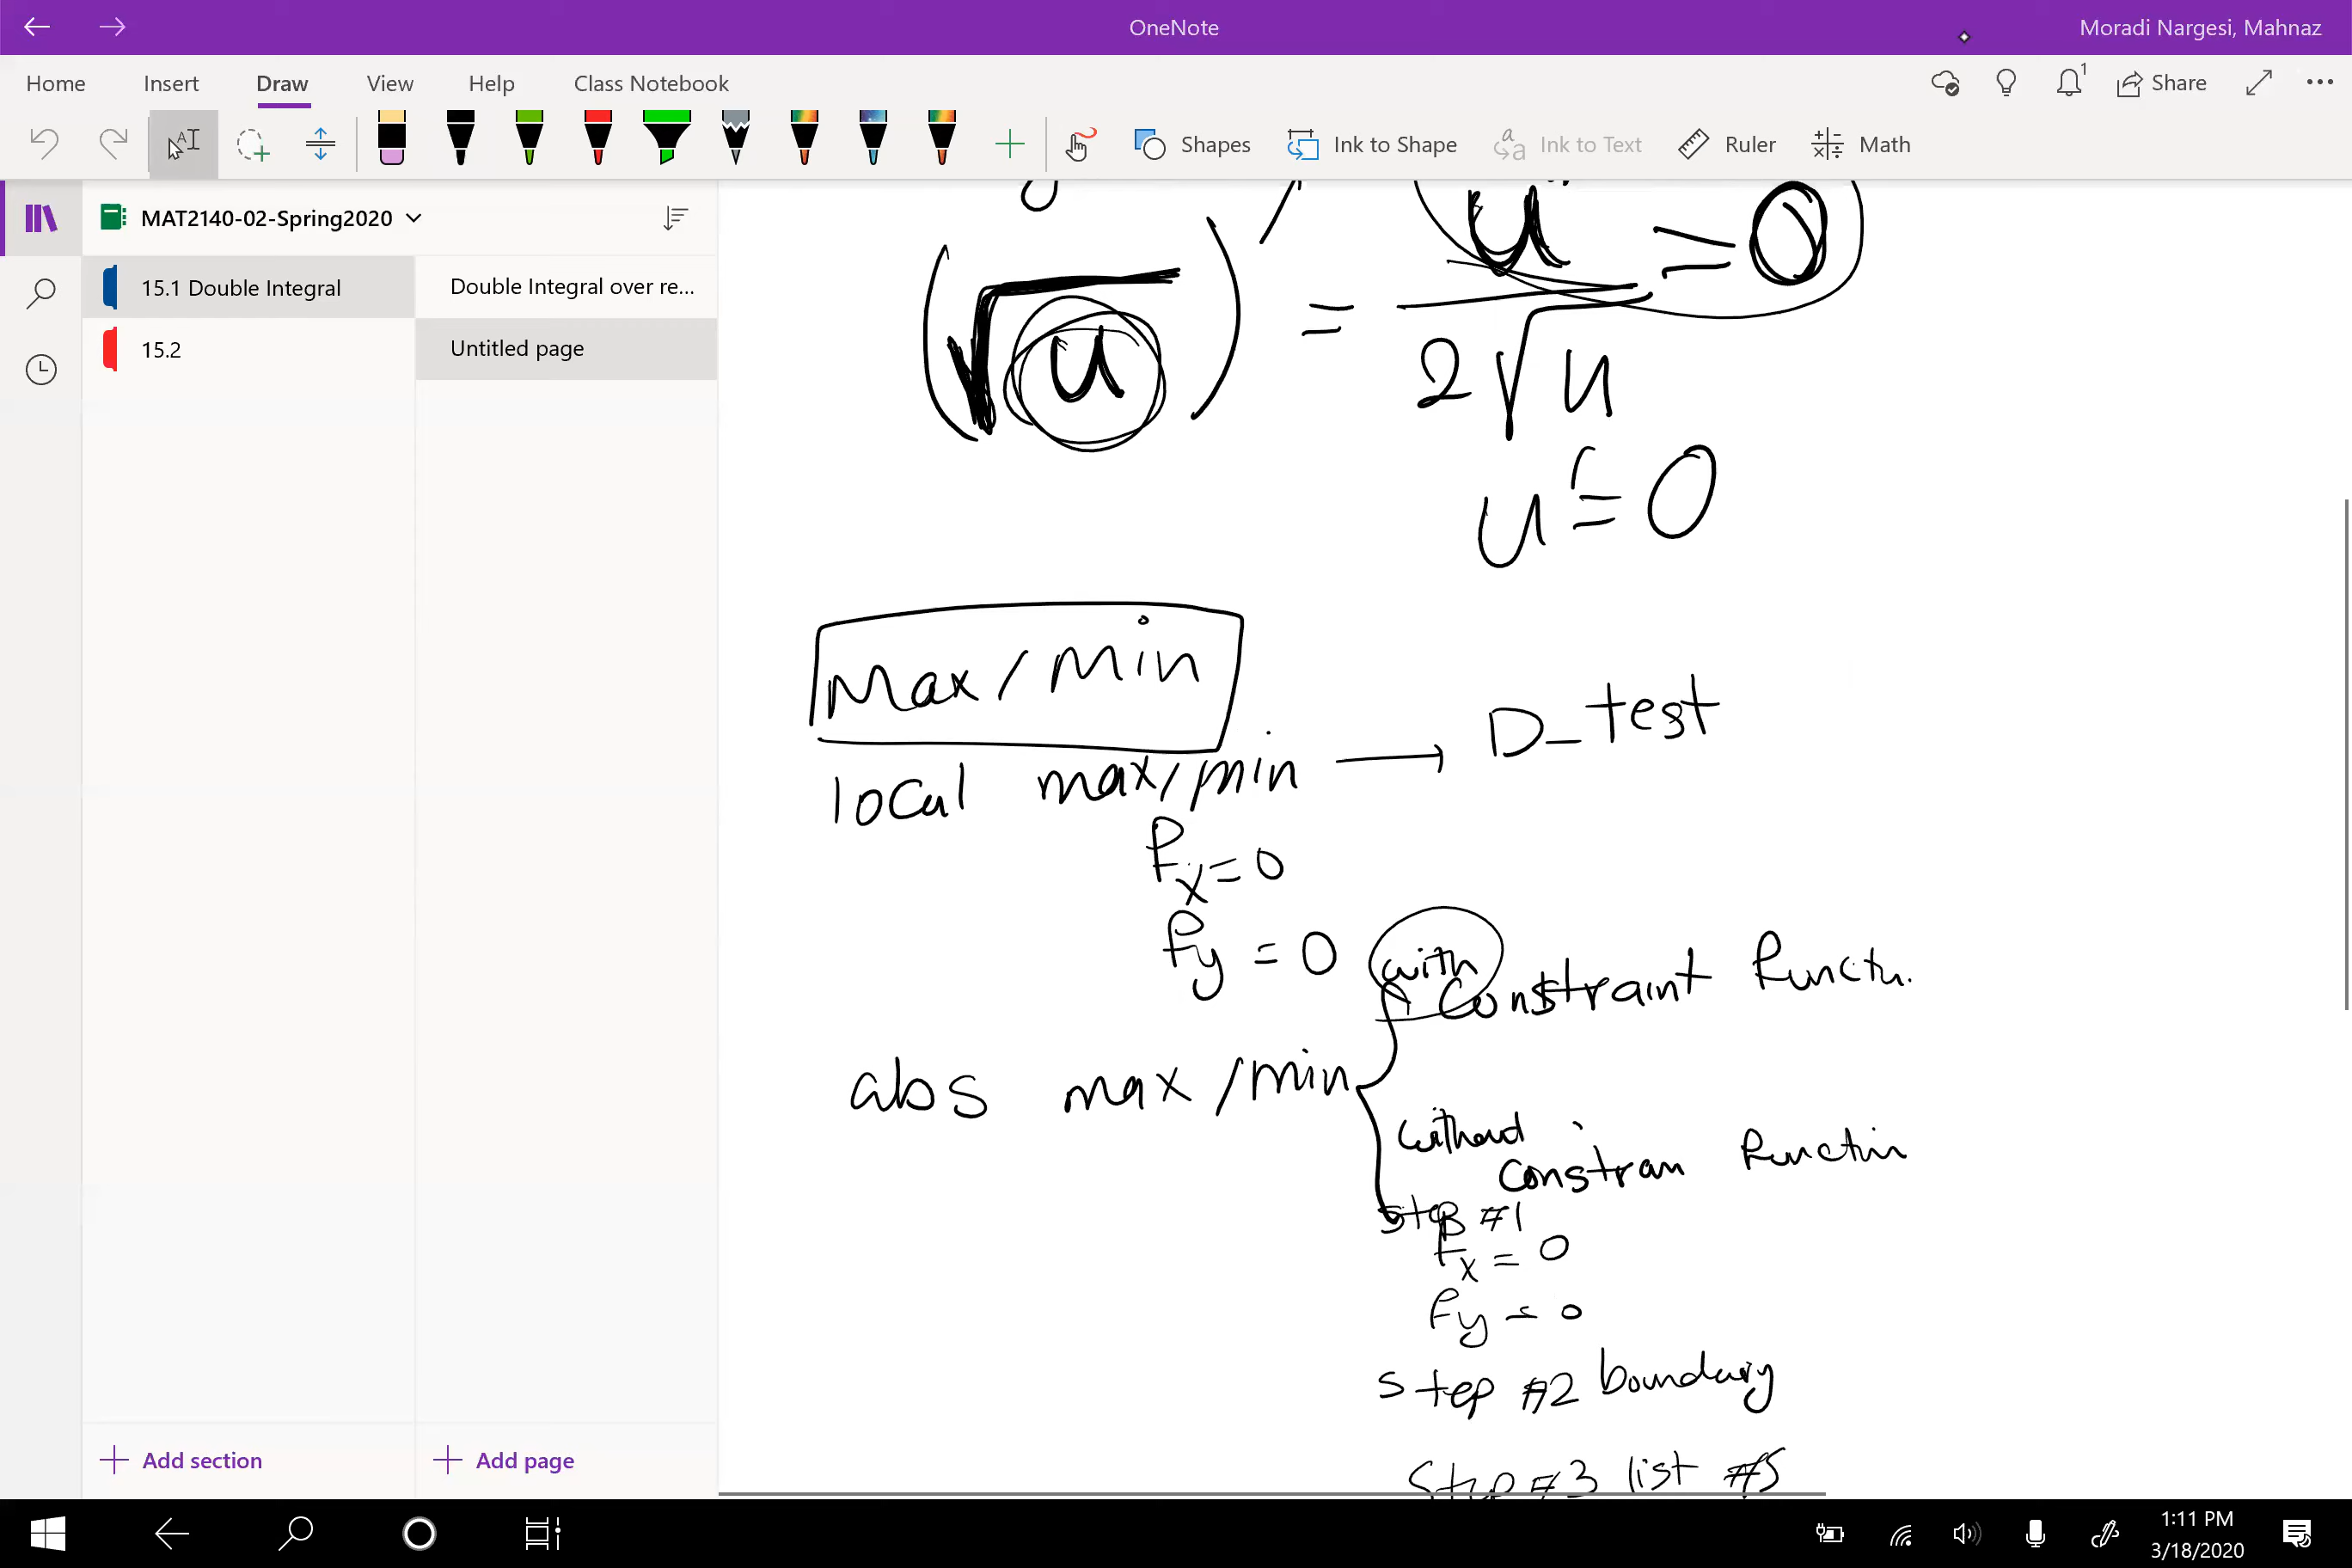 OneNote
Moradi Nargesi, Mahnaz
Home Insert Draw View Help Class Notebook
1 Share
Shapes Ink to Shape Ink to Text Ruler Math
MAT2140-02-Spring2020
15.1 Double Integral
15.2
Double Integral over re...
Untitled page
(√u)' = u' / 2√u = 0
u' = 0
Max/min
local max/min → D_test
fx = 0
fy = 0
with constraint
abs max/min
without
step #1
fx = 0
fy = 0
step #2 boundary
step #3 list #s
Add section
Add page
1:11 PM
3/18/2020